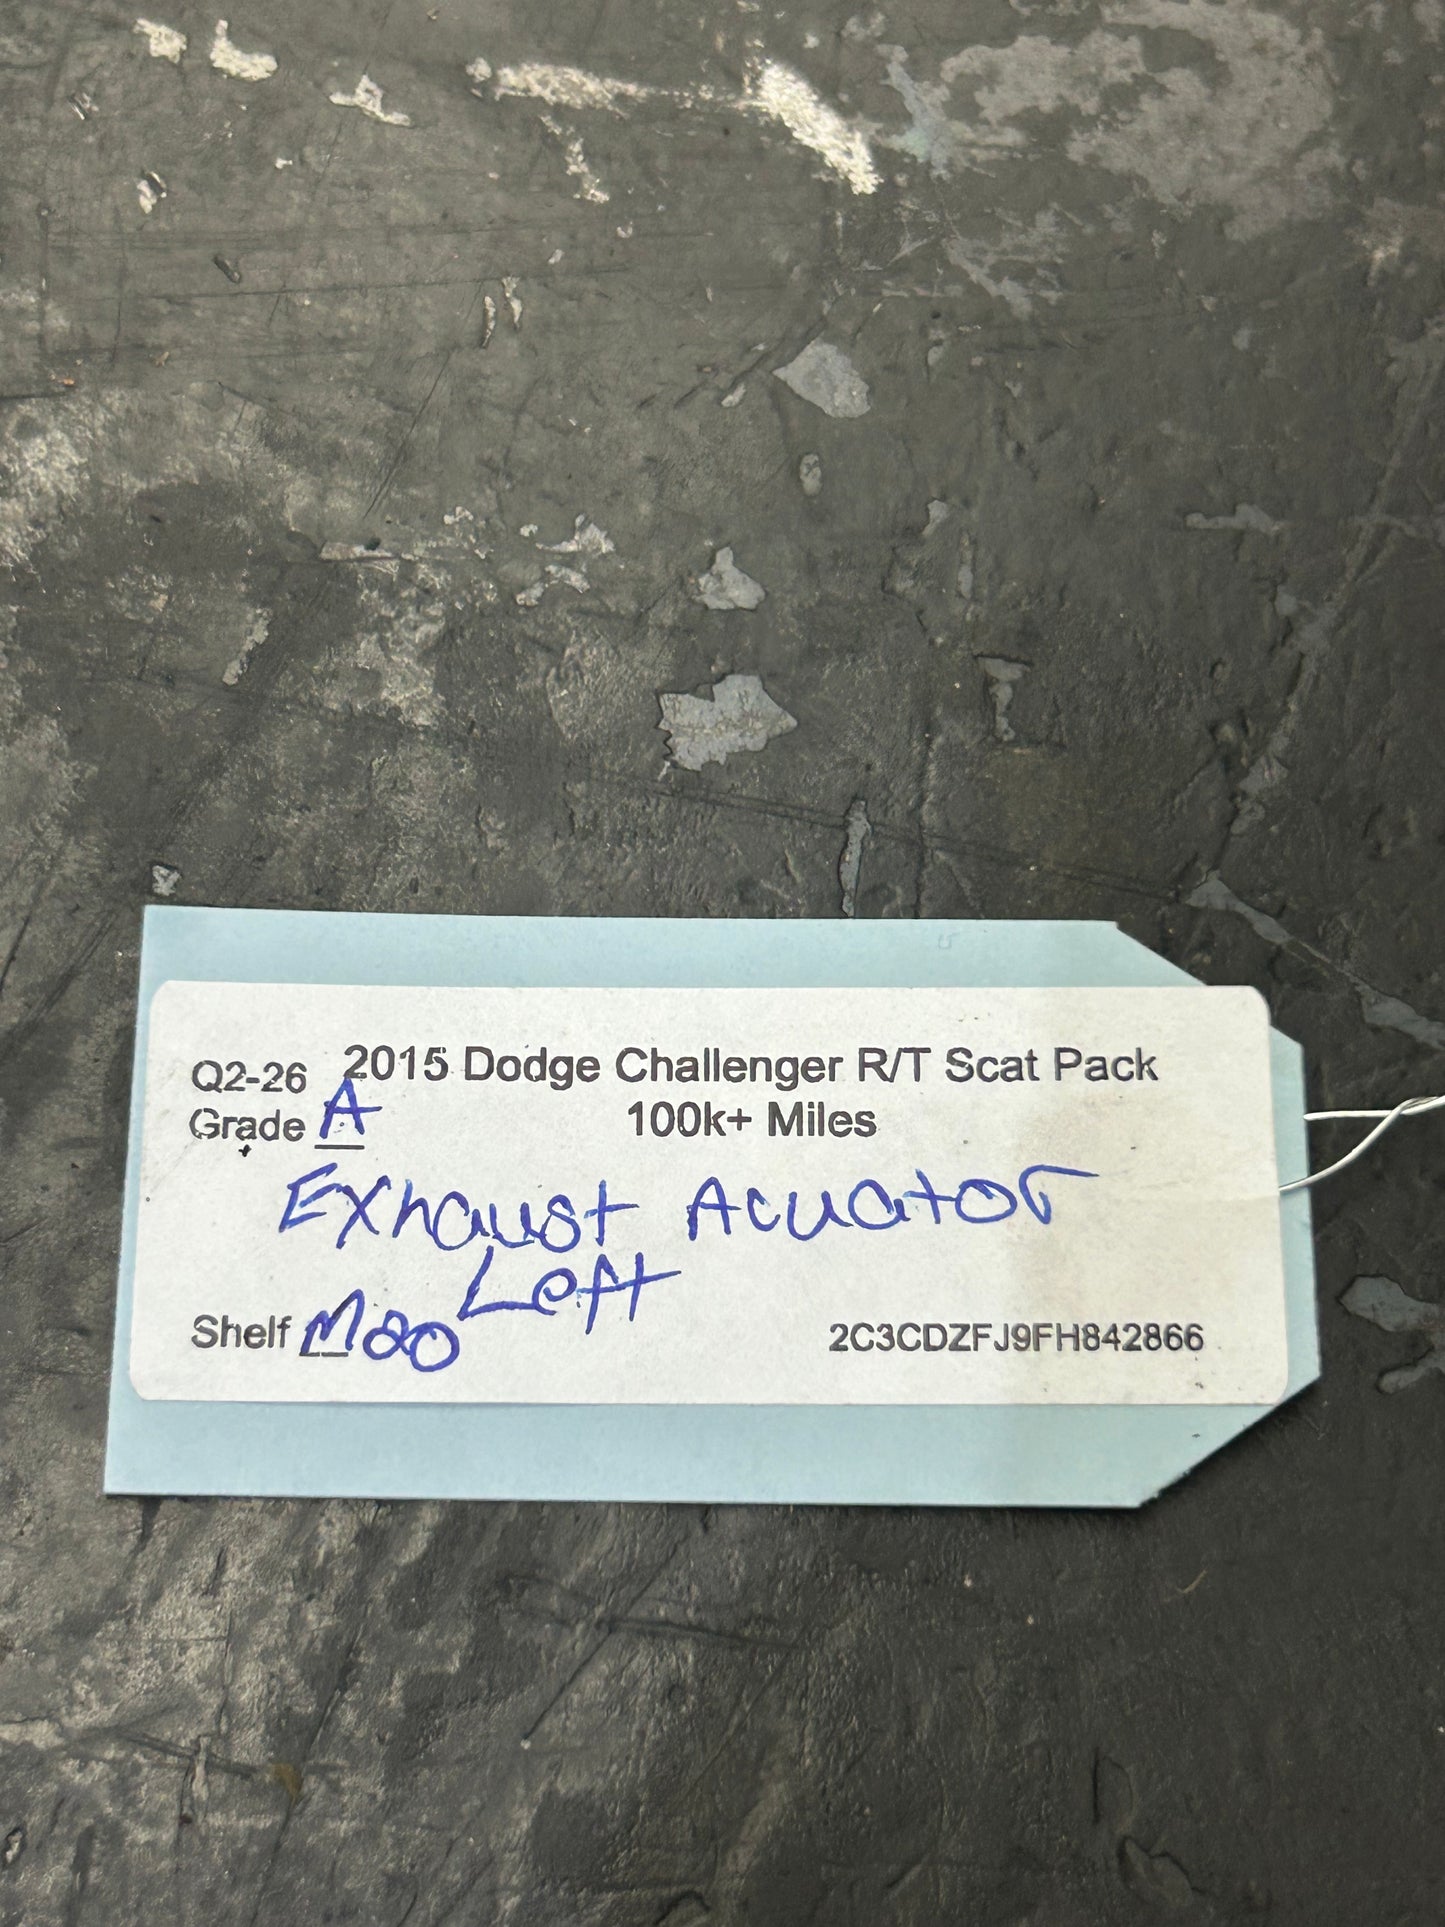 Q2-26 2015 Dodge Challenger R/T Scat Pack
Grade A 100k+ Miles
Exhaust Acuator
Left
Shelf M20 2C3CDZFJ9FH842866